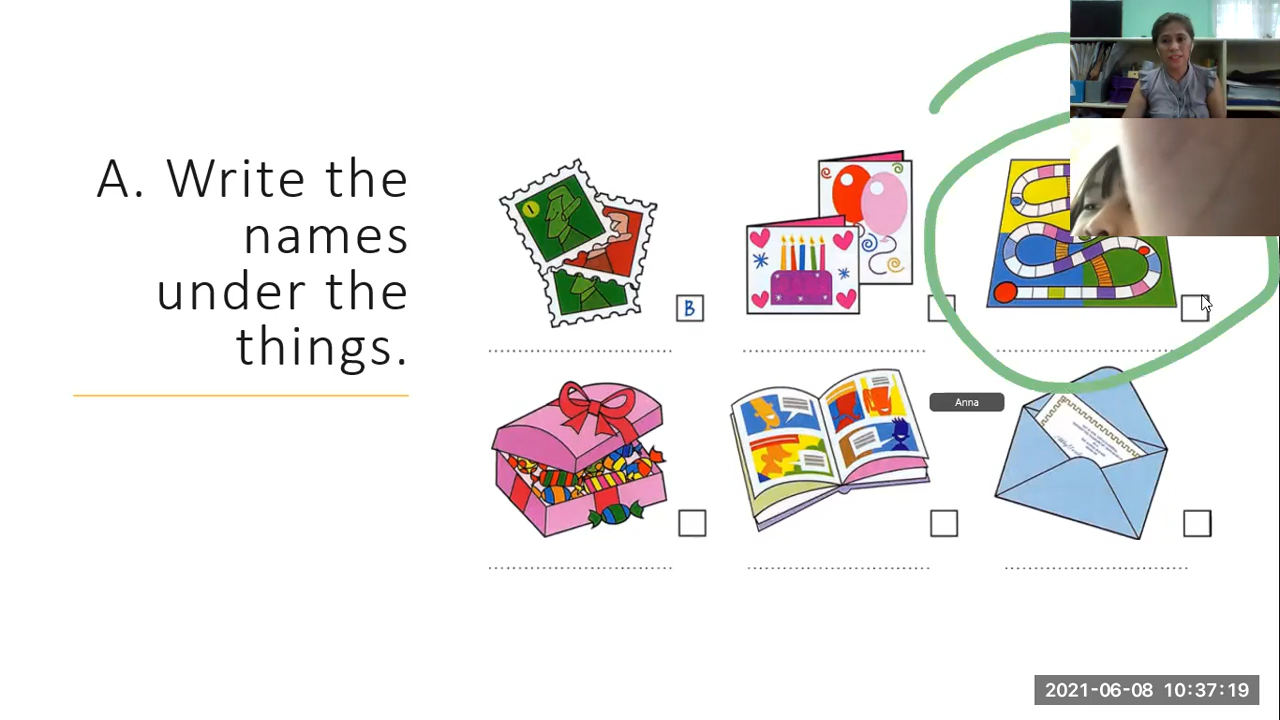 A. Write the
names
under the
things.
B
Anna
2021-06-08 10:37:19